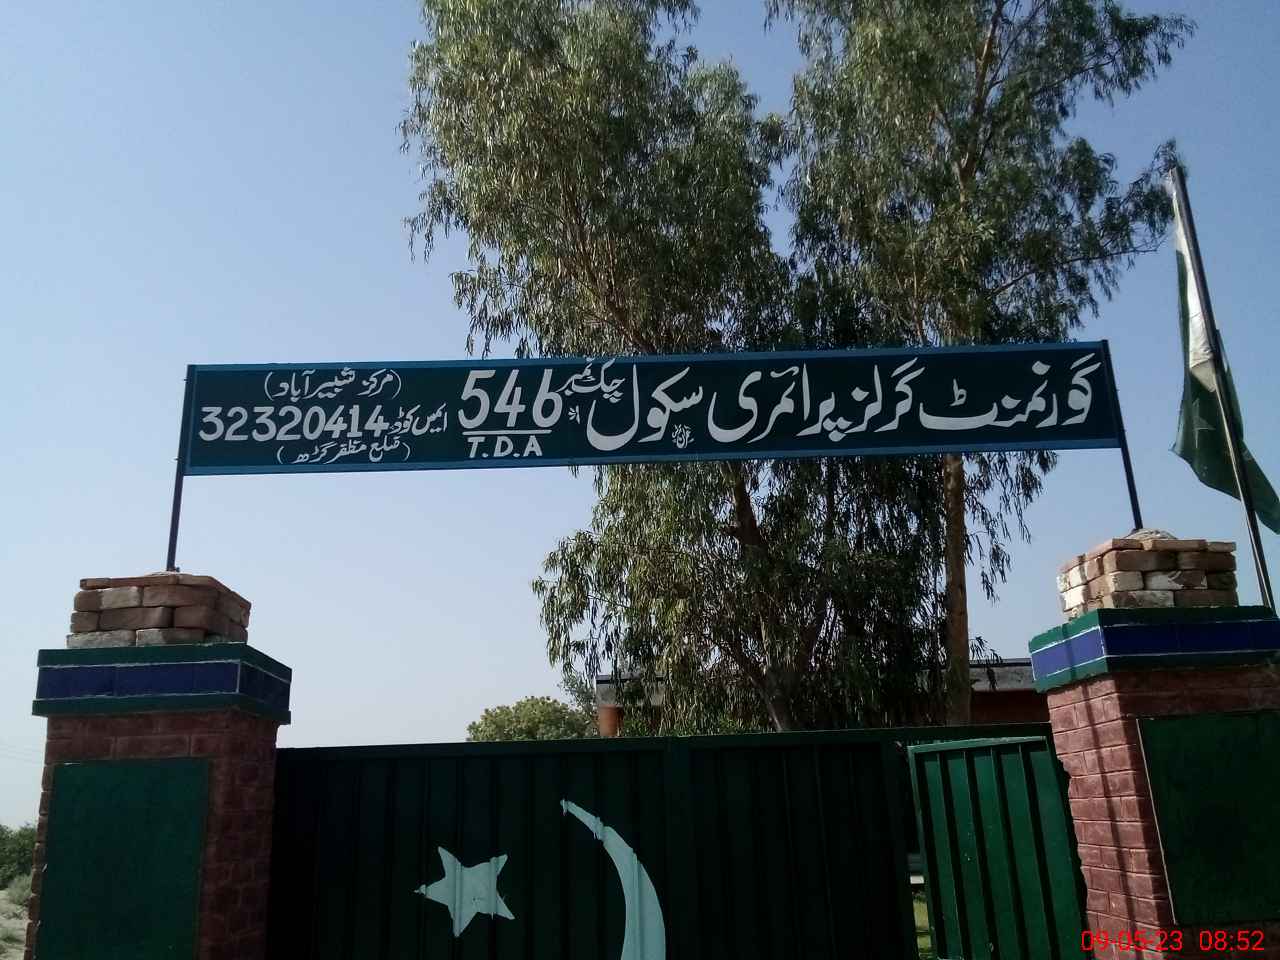 گورنمنٹ گرلز پرائمری سکول چک نمبر 546 T.D.A
(مرکز شبیر آباد)
ایمس کوڈ 32320414
(ضلع مظفر گڑھ)
09-05-23 08:52